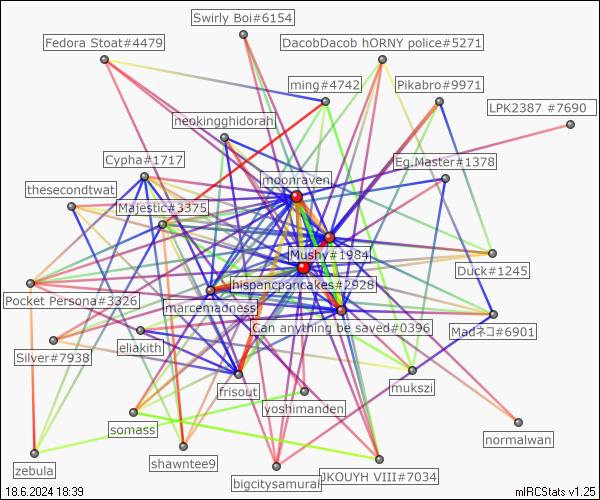 Swirly Boi#6154
Fedora Stoat#4479
DacobDacob hORNY police#5271
ming#4742
Pikabro#9971
LPK2387 #7690
neokingghidorah
Cypha#1717
Eg.Master#1378
moonraven
thesecondtwat
Majestic#3375
Mushy#1984
Duck#1245
hispancpancakes#2928
Pocket Persona#3326
marcemadness
Can anything be saved#0396
Madネコ#6901
eliakith
Silver#7938
frisout
mukszi
yoshimanden
somass
normalwan
shawntee9
zebula
bigcitysamurai
JKOUYH VIII#7034
18.6.2024 18:39
mIRCStats v1.25